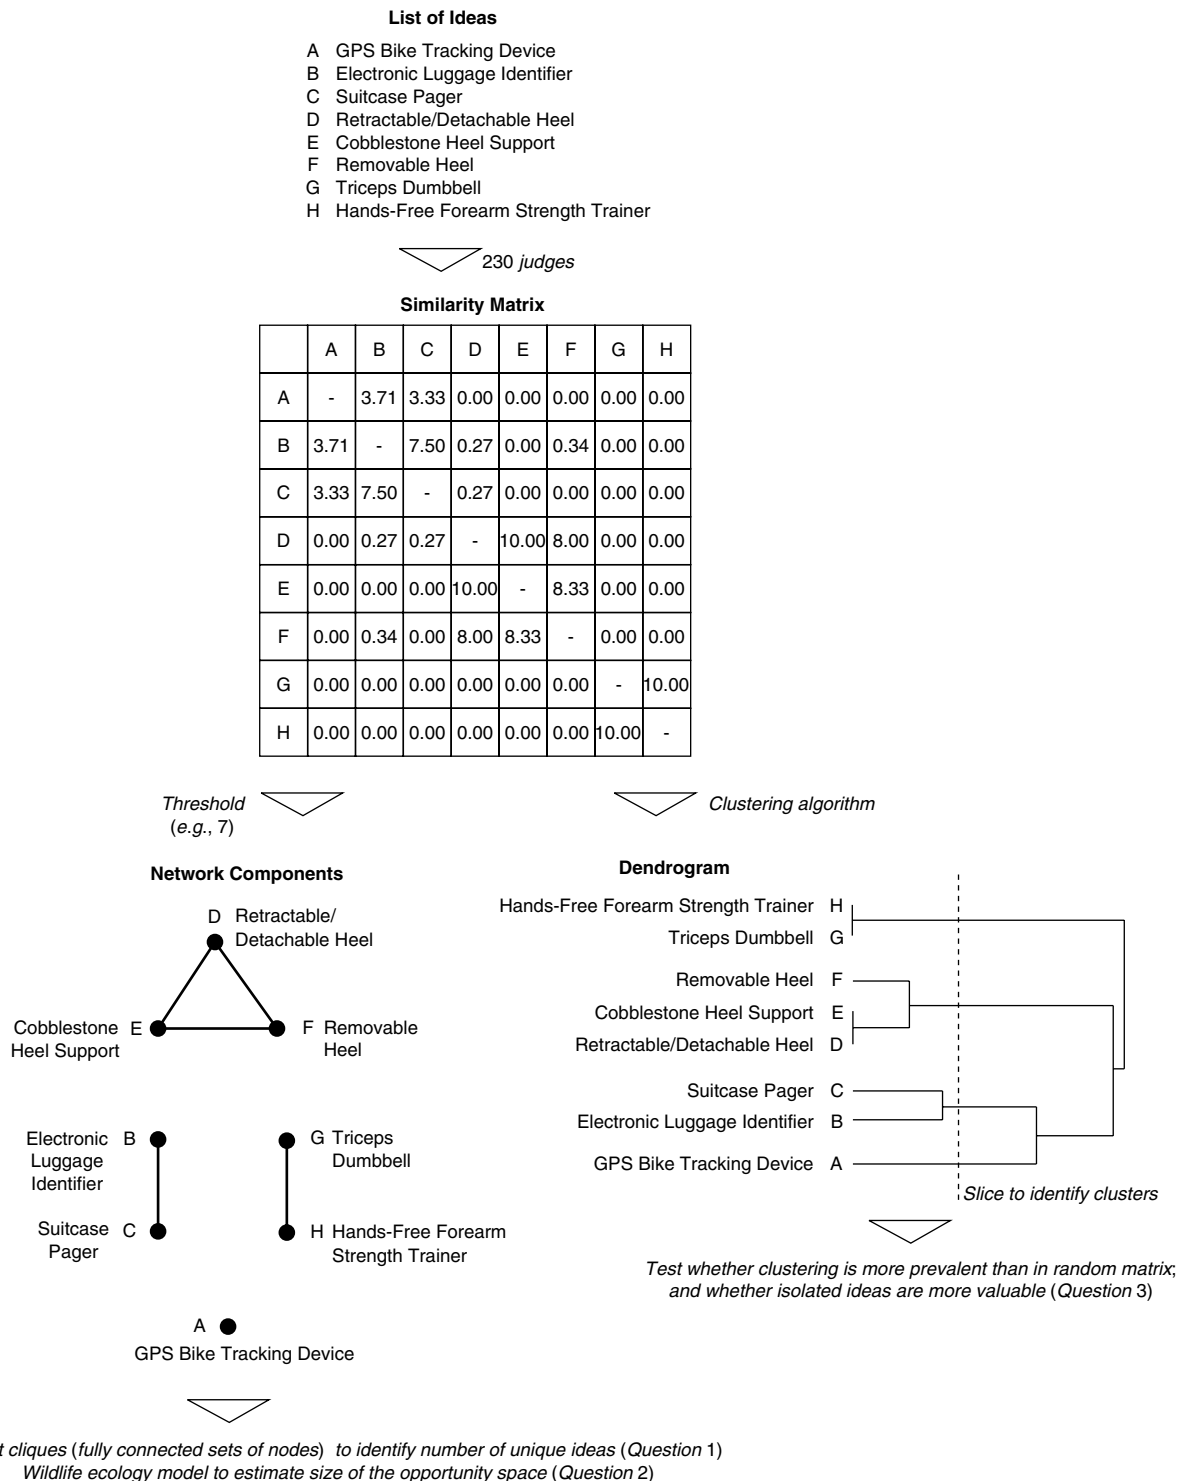 List of Ideas
A GPS Bike Tracking Device
B Electronic Luggage Identifier
C Suitcase Pager
D Retractable/Detachable Heel
E Cobblestone Heel Support
F Removable Heel
G Triceps Dumbbell
H Hands-Free Forearm Strength Trainer
230 judges
Similarity Matrix
A B C D E F G H
A - 3.71 3.33 0.00 0.00 0.00 0.00 0.00
B 3.71 - 7.50 0.27 0.00 0.34 0.00 0.00
C 3.33 7.50 - 0.27 0.00 0.00 0.00 0.00
D 0.00 0.27 0.27 - 10.00 8.00 0.00 0.00
E 0.00 0.00 0.00 10.00 - 8.33 0.00 0.00
F 0.00 0.34 0.00 8.00 8.33 - 0.00 0.00
G 0.00 0.00 0.00 0.00 0.00 0.00 - 10.00
H 0.00 0.00 0.00 0.00 0.00 0.00 10.00 -
Threshold
(e.g., 7)
Clustering algorithm
Network Components
D Retractable/
Detachable Heel
Cobblestone E
Heel Support
F Removable
Heel
Electronic B
Luggage
Identifier
G Triceps
Dumbbell
Suitcase C
Pager
H Hands-Free Forearm
Strength Trainer
A
GPS Bike Tracking Device
Dendrogram
Hands-Free Forearm Strength Trainer H
Triceps Dumbbell G
Removable Heel F
Cobblestone Heel Support E
Retractable/Detachable Heel D
Suitcase Pager C
Electronic Luggage Identifier B
GPS Bike Tracking Device A
Slice to identify clusters
Test whether clustering is more prevalent than in random matrix;
and whether isolated ideas are more valuable (Question 3)
cliques (fully connected sets of nodes) to identify number of unique ideas (Question 1)
Wildlife ecology model to estimate size of the opportunity space (Question 2)